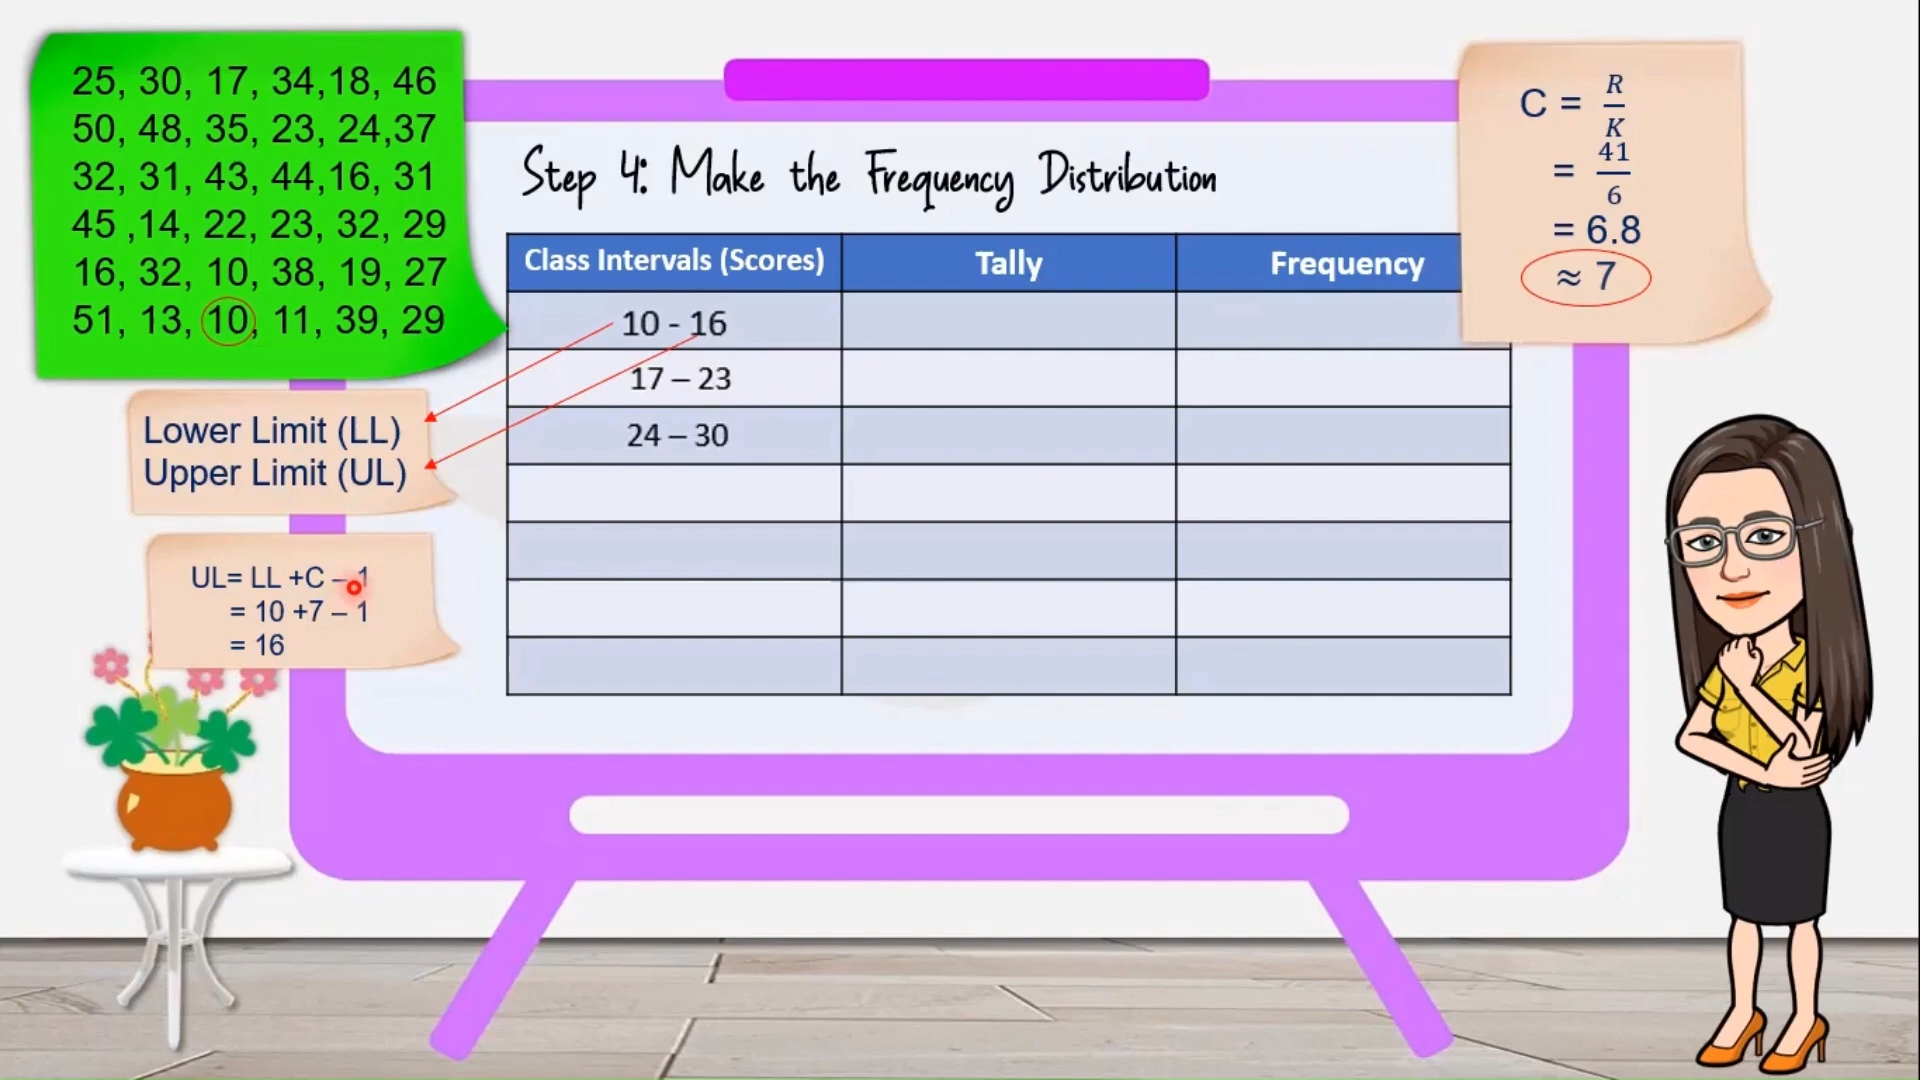 25, 30, 17, 34,18, 46
50, 48, 35, 23, 24,37
32, 31, 43, 44,16, 31
45 ,14, 22, 23, 32, 29
16, 32, 10, 38, 19, 27
51, 13, 10, 11, 39, 29
Lower Limit (LL)
Upper Limit (UL)
UL= LL +C – 1
= 10 +7 – 1
= 16
Step 4: Make the Frequency Distribution
Class Intervals (Scores) Tally Frequency
10 - 16
17 – 23
24 – 30
C = R/K
= 41/6
= 6.8
≈ 7